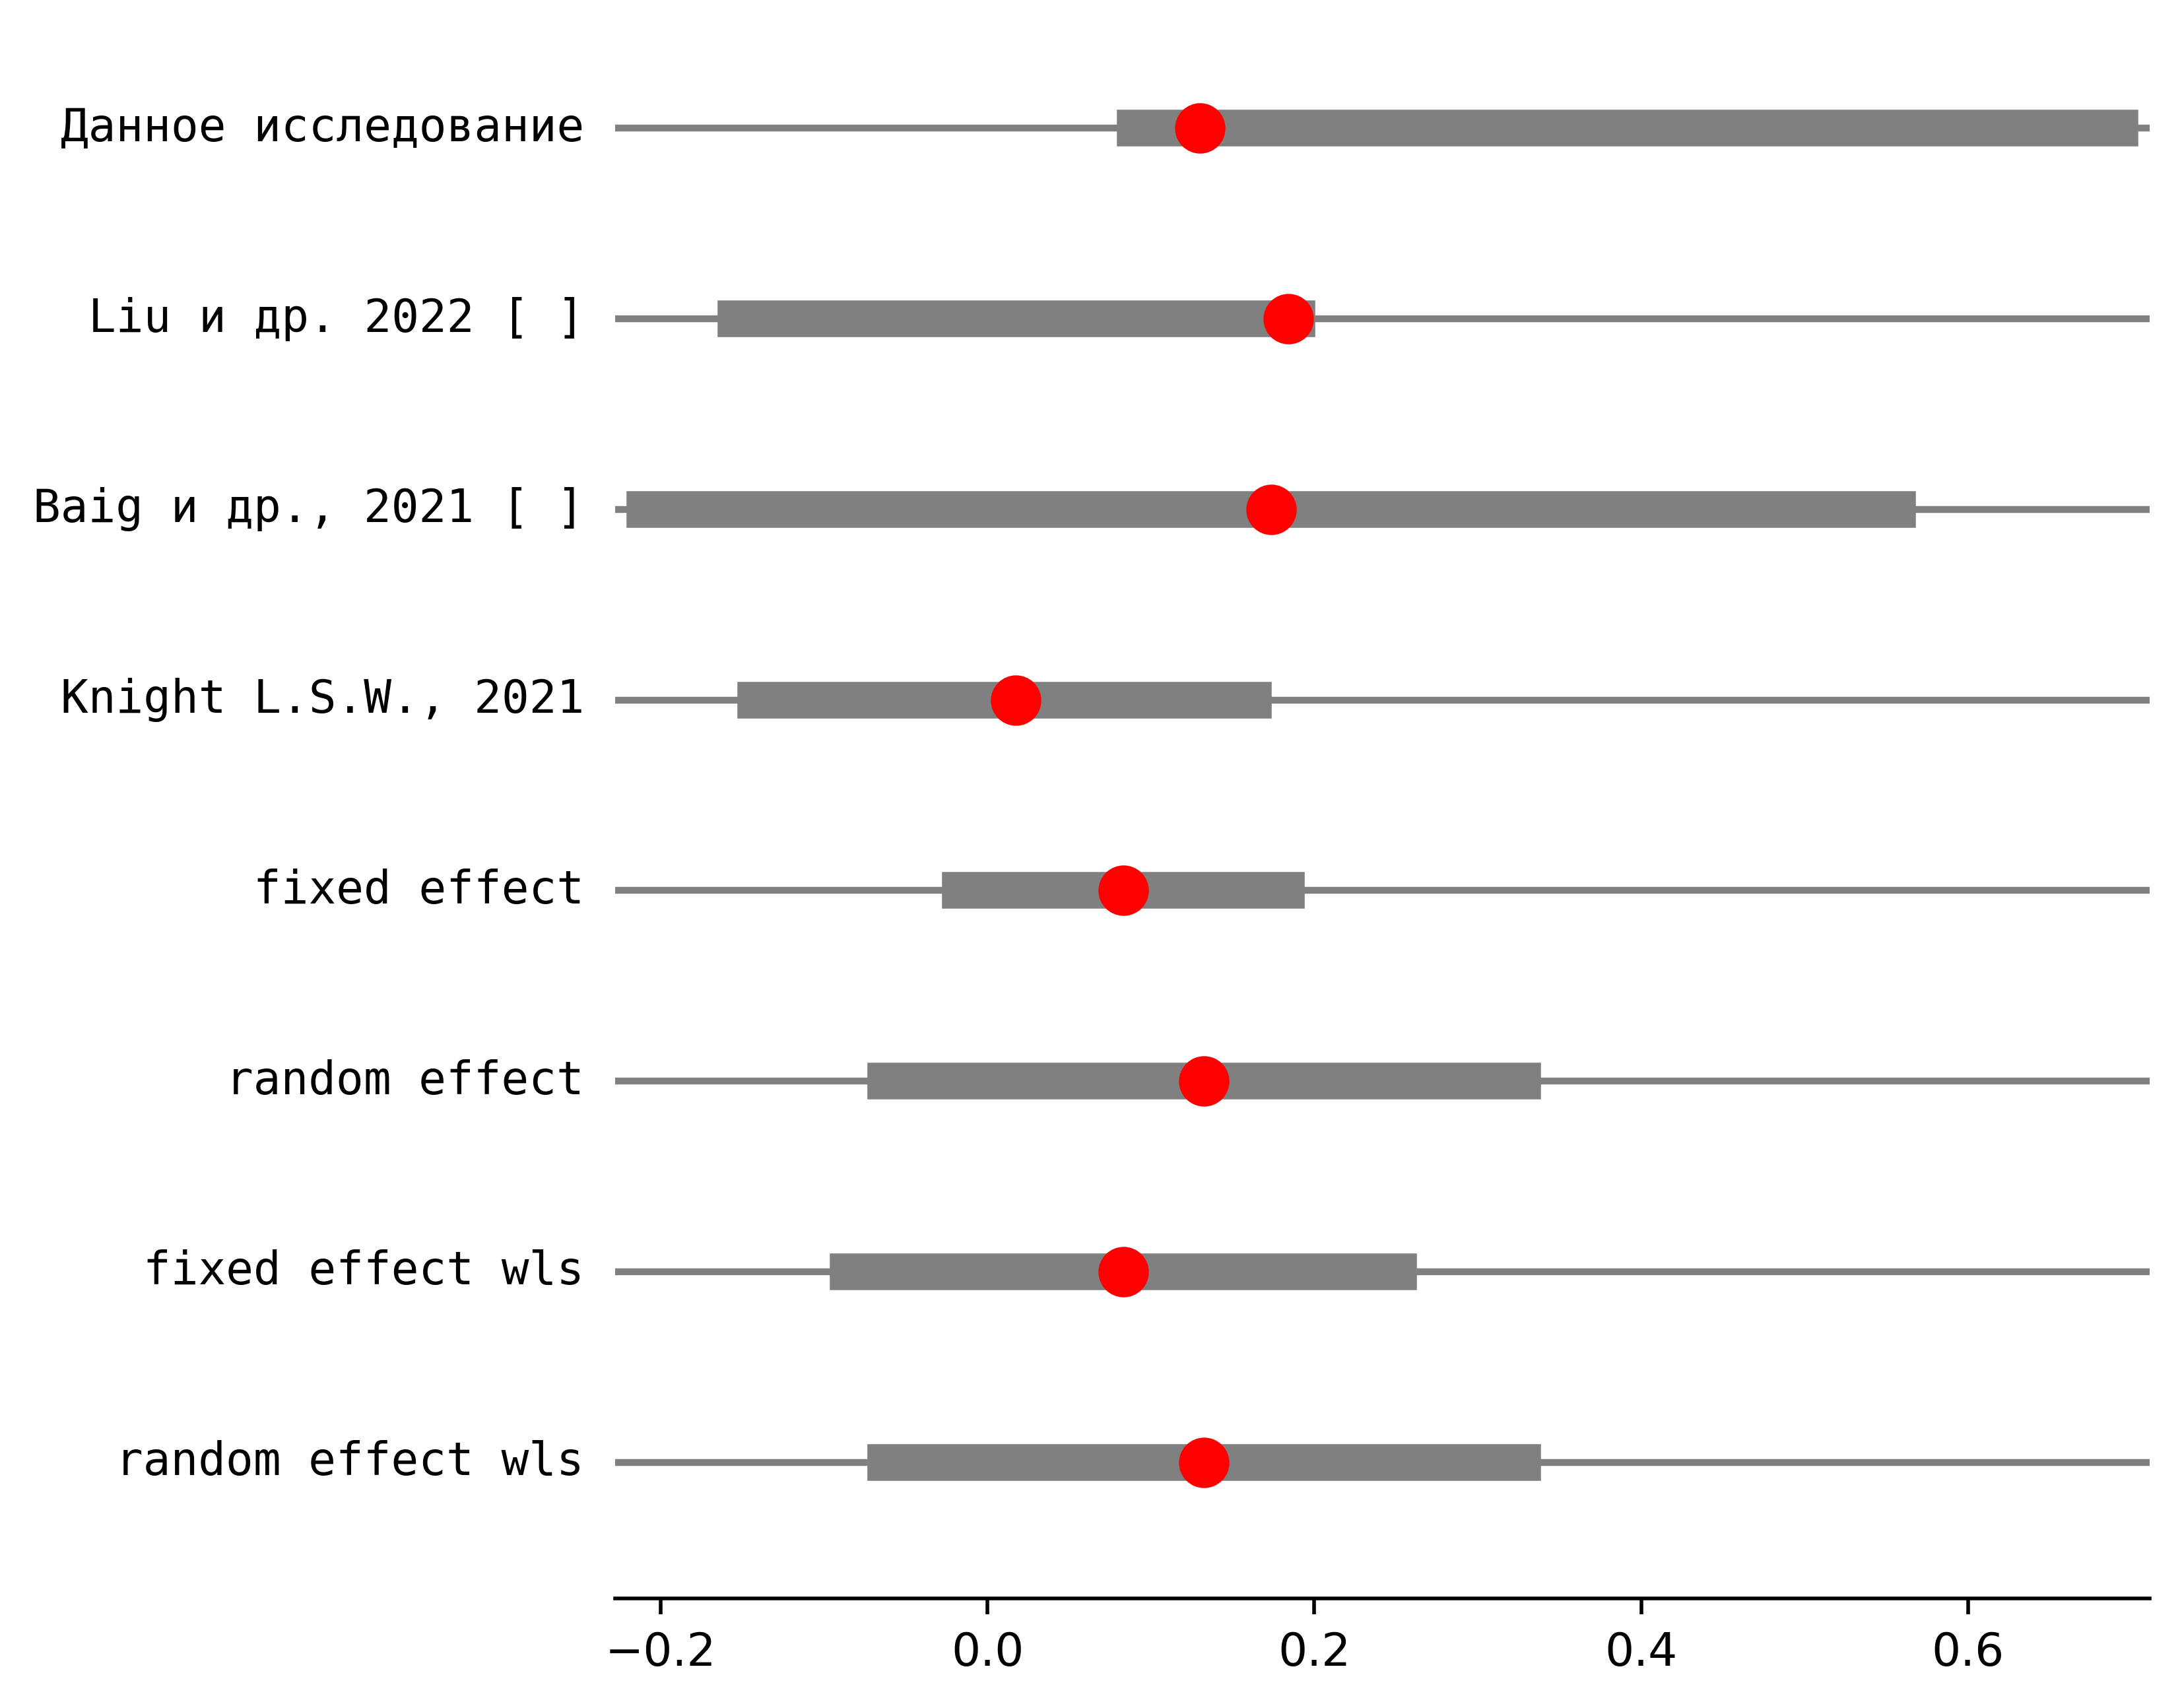 Данное исследование
Liu и др. 2022 [ ]
Baig и др., 2021 [ ]
Knight L.S.W., 2021
fixed effect
random effect
fixed effect wls
random effect wls
−0.2 0.0 0.2 0.4 0.6